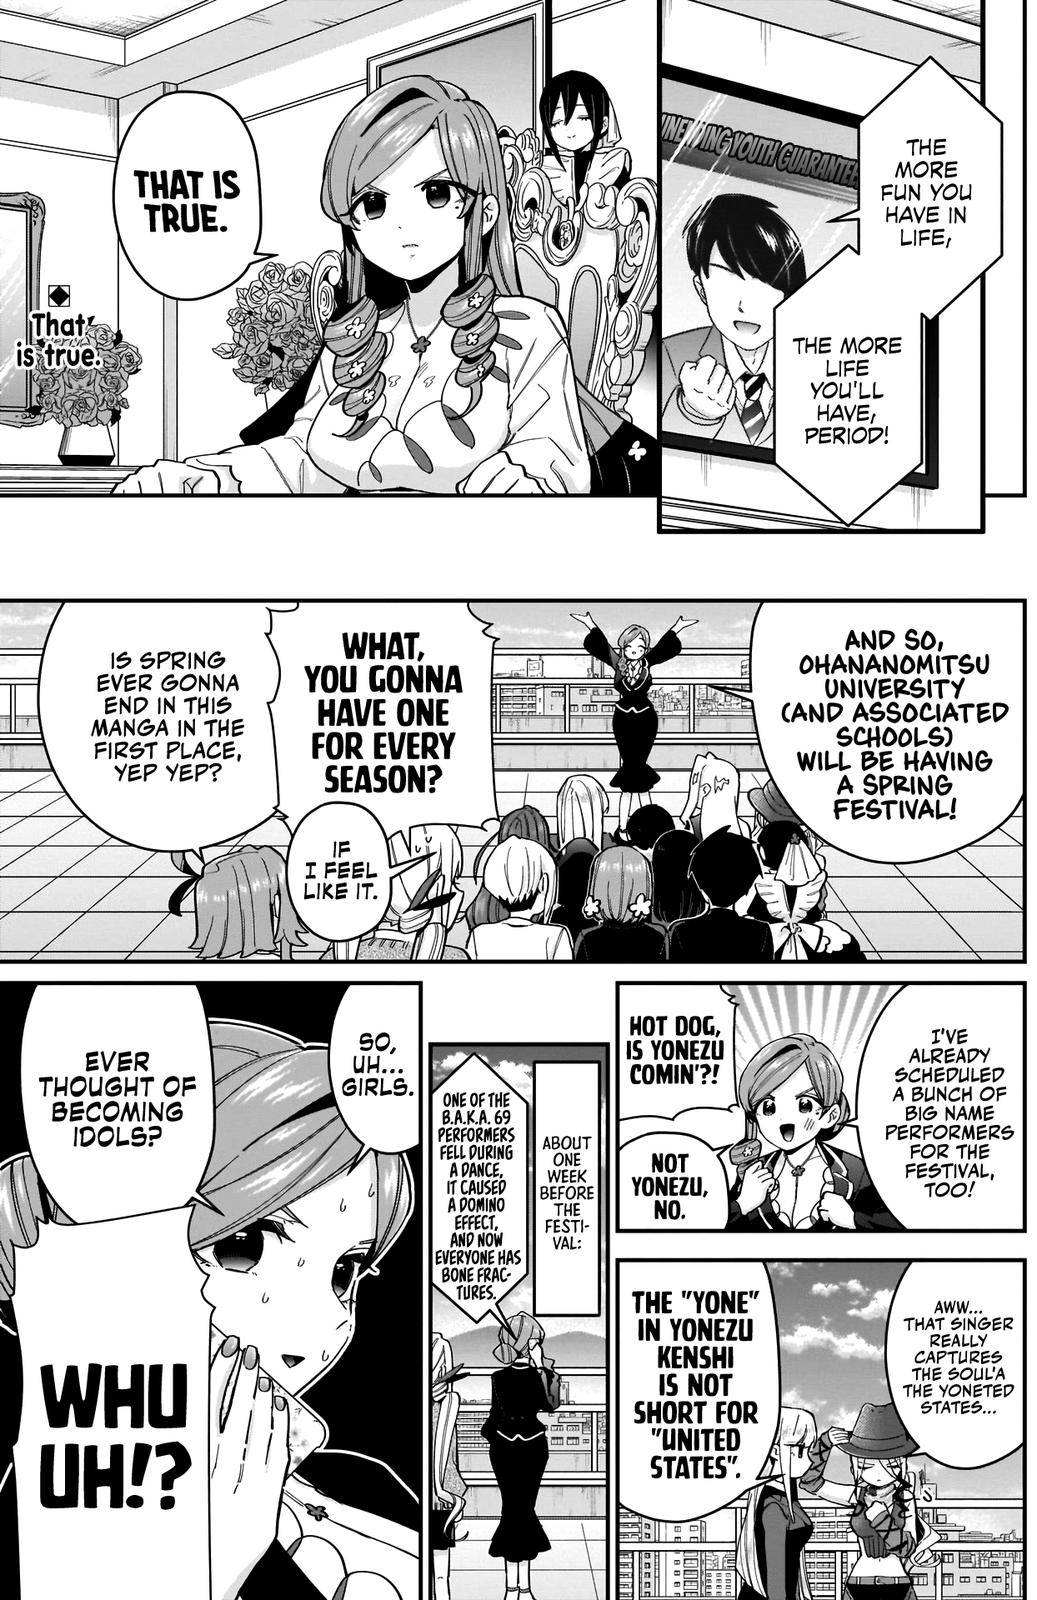 THE
MORE
FUN YOU
HAVE IN
LIFE,
THE MORE
LIFE
YOU'LL
HAVE,
PERIOD!
YOUTH GUARANTEE
THAT IS
TRUE.
That
is true.
AND SO,
OHANANOMITSU
UNIVERSITY
(AND ASSOCIATED
SCHOOLS)
WILL BE HAVING
A SPRING
FESTIVAL!
WHAT,
YOU GONNA
HAVE ONE
FOR EVERY
SEASON?
IF
I FEEL
LIKE IT.
IS SPRING
EVER GONNA
END IN THIS
MANGA IN THE
FIRST PLACE,
YEP YEP?
I'VE
ALREADY
SCHEDULED
A BUNCH OF
BIG NAME
PERFORMERS
FOR THE
FESTIVAL,
TOO!
HOT DOG,
IS YONEZU
COMIN'?!
NOT
YONEZU,
NO.
AWW...
THAT SINGER
REALLY
CAPTURES
THE SOUL'A
THE YONETED
STATES...
THE "YONE"
IN YONEZU
KENSHI
IS NOT
SHORT FOR
"UNITED
STATES".
ABOUT
ONE
WEEK
BEFORE
THE
FESTI-
VAL:
ONE OF THE
B.A.K.A. 69
PERFORMERS
FELL DURING
A DANCE,
IT CAUSED
A DOMINO
EFFECT,
AND NOW
EVERYONE HAS
BONE FRAC-
TURES.
SO,
UH...
GIRLS.
EVER
THOUGHT OF
BECOMING
IDOLS?
WHU
UH!?